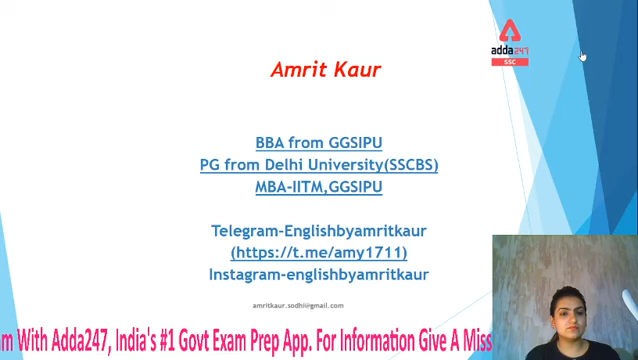 Amrit Kaur
adda247
SSC
BBA from GGSIPU
PG from Delhi University(SSCBS)
MBA-IITM,GGSIPU
Telegram-Englishbyamritkaur
(https://t.me/amy1711)
Instagram-englishbyamritkaur
amritkaur.sodhi@gmail.com
am With Adda247, India's #1 Govt Exam Prep App. For Information Give A Miss